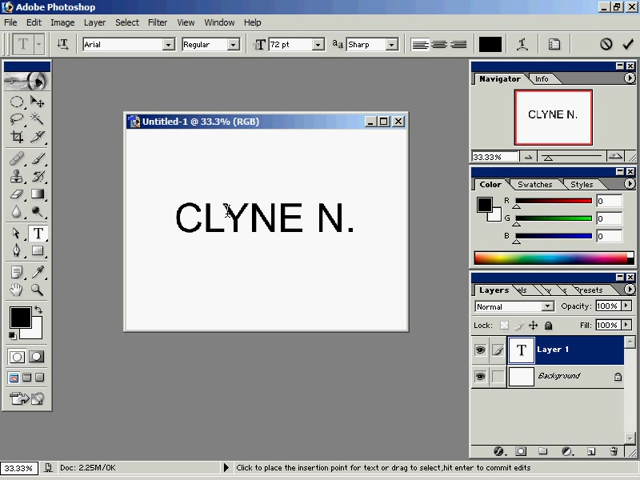 Adobe Photoshop
File Edit Image Layer Select Filter View Window Help
T Arial Regular T 72 pt aa Sharp
Untitled-1 @ 33.3% (RGB)
CLYNE N.
Navigator Info
CLYNE N.
33.33%
Color Swatches Styles
R 0
G 0
B 0
Layers Presets
Normal Opacity: 100%
Lock: Fill: 100%
T Layer 1
Background
33.33% Doc: 2.25M/0K Click to place the insertion point for text or drag to select,hit enter to commit edits